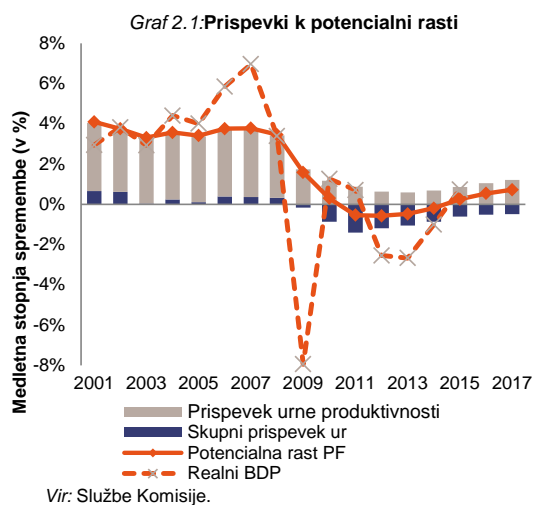 Graf 2.1:Prispevki k potencialni rasti
Medletna stopnja spremembe (v %)
8%
6%
4%
2%
0%
-2%
-4%
-6%
-8%
2001 2003 2005 2007 2009 2011 2013 2015 2017
Prispevek urne produktivnosti
Skupni prispevek ur
Potencialna rast PF
Realni BDP
Vir: Službe Komisije.